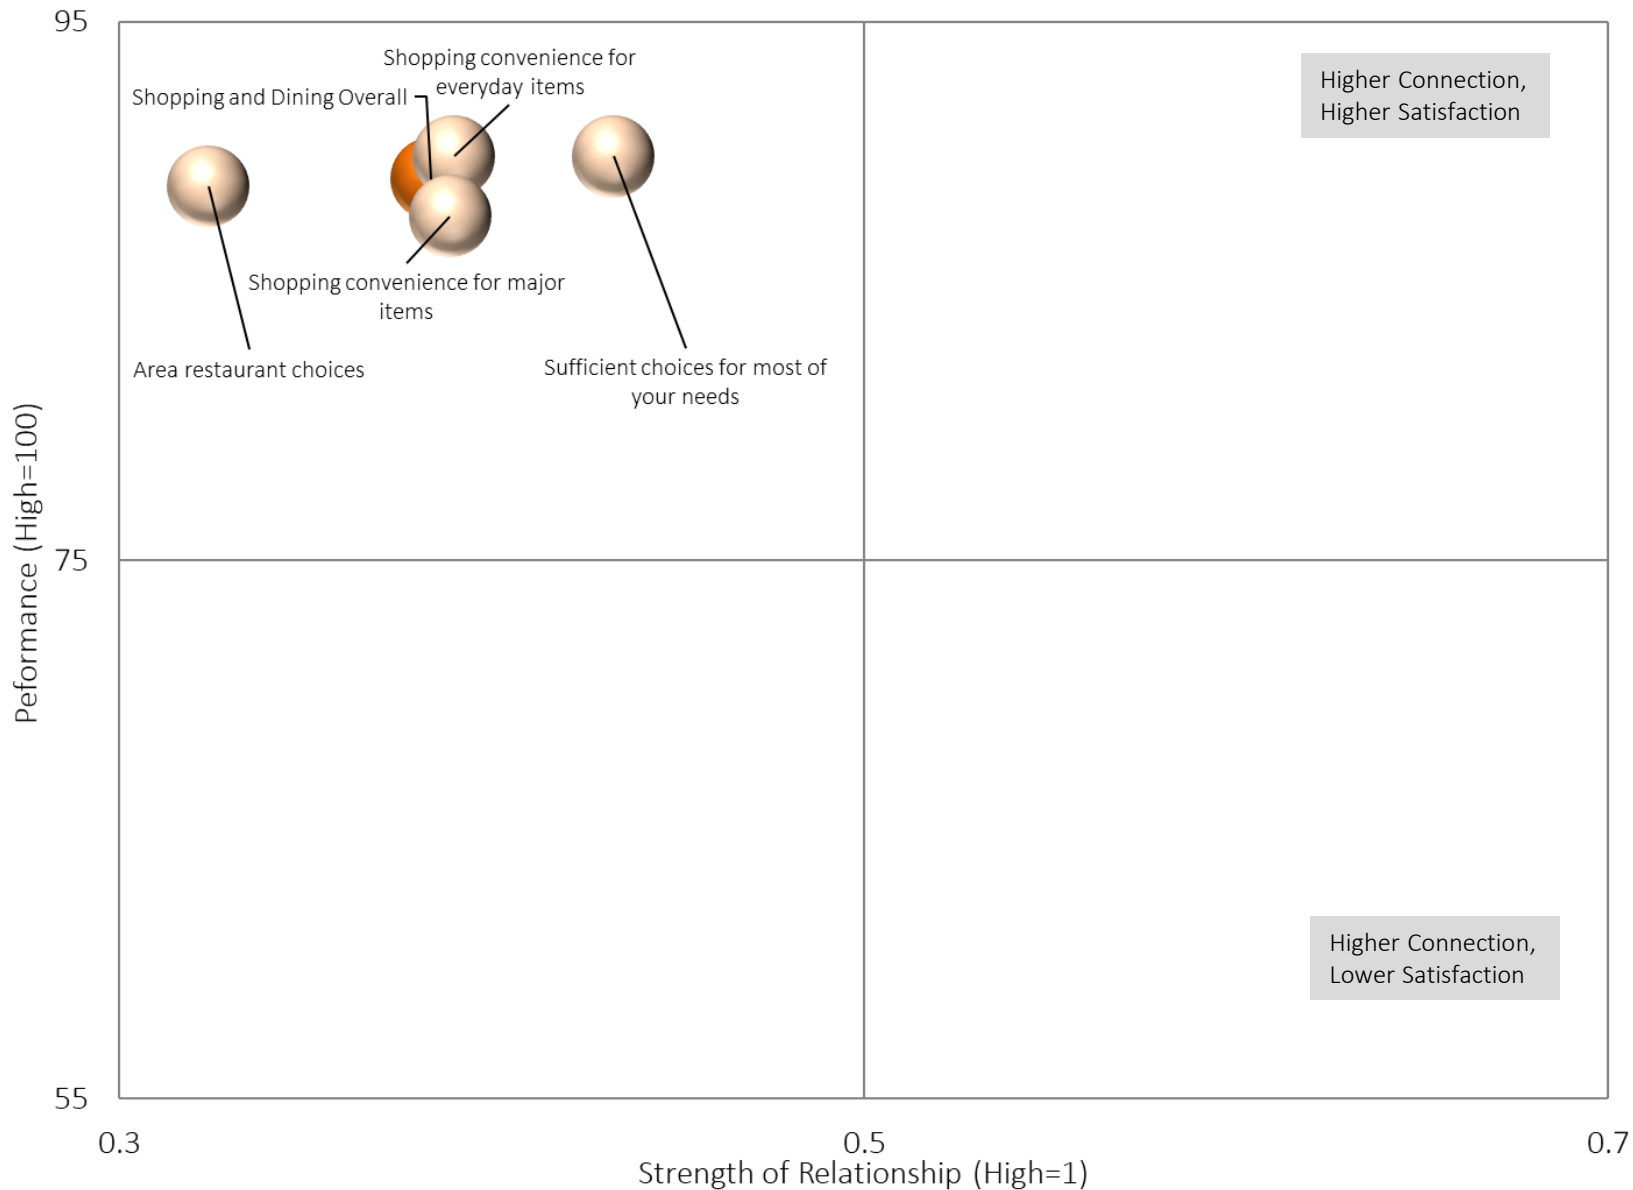 95
Shopping convenience for
everyday items
Shopping and Dining Overall
Higher Connection,
Higher Satisfaction
Shopping convenience for major
items
Area restaurant choices
Sufficient choices for most of
your needs
Peformance (High=100)
75
Higher Connection,
Lower Satisfaction
55
0.3
0.5
0.7
Strength of Relationship (High=1)